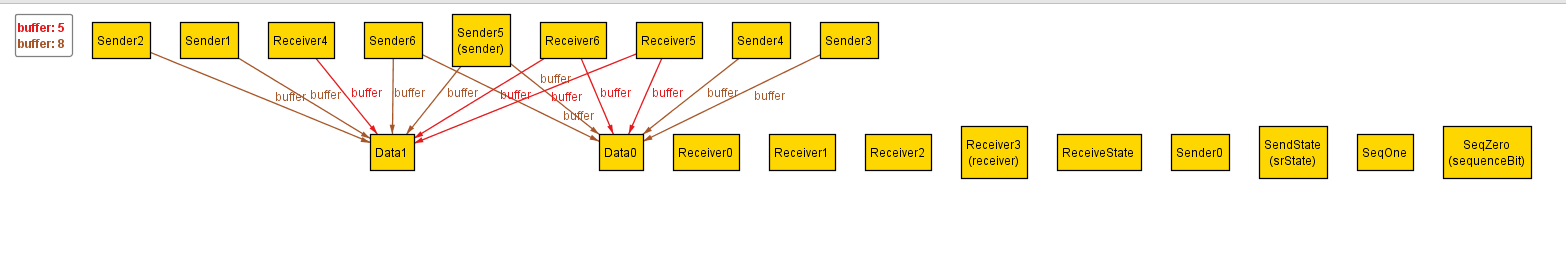 buffer: 5
buffer: 8
Sender2
Sender1
Receiver4
Sender6
Sender5
(sender)
Receiver6
Receiver5
Sender4
Sender3
buffer
buffer
buffer
buffer
buffer
buffer
buffer
buffer
buffer
buffer
buffer
buffer
buffer
Data1
Data0
Receiver0
Receiver1
Receiver2
Receiver3
(receiver)
ReceiveState
Sender0
SendState
(srState)
SeqOne
SeqZero
(sequenceBit)